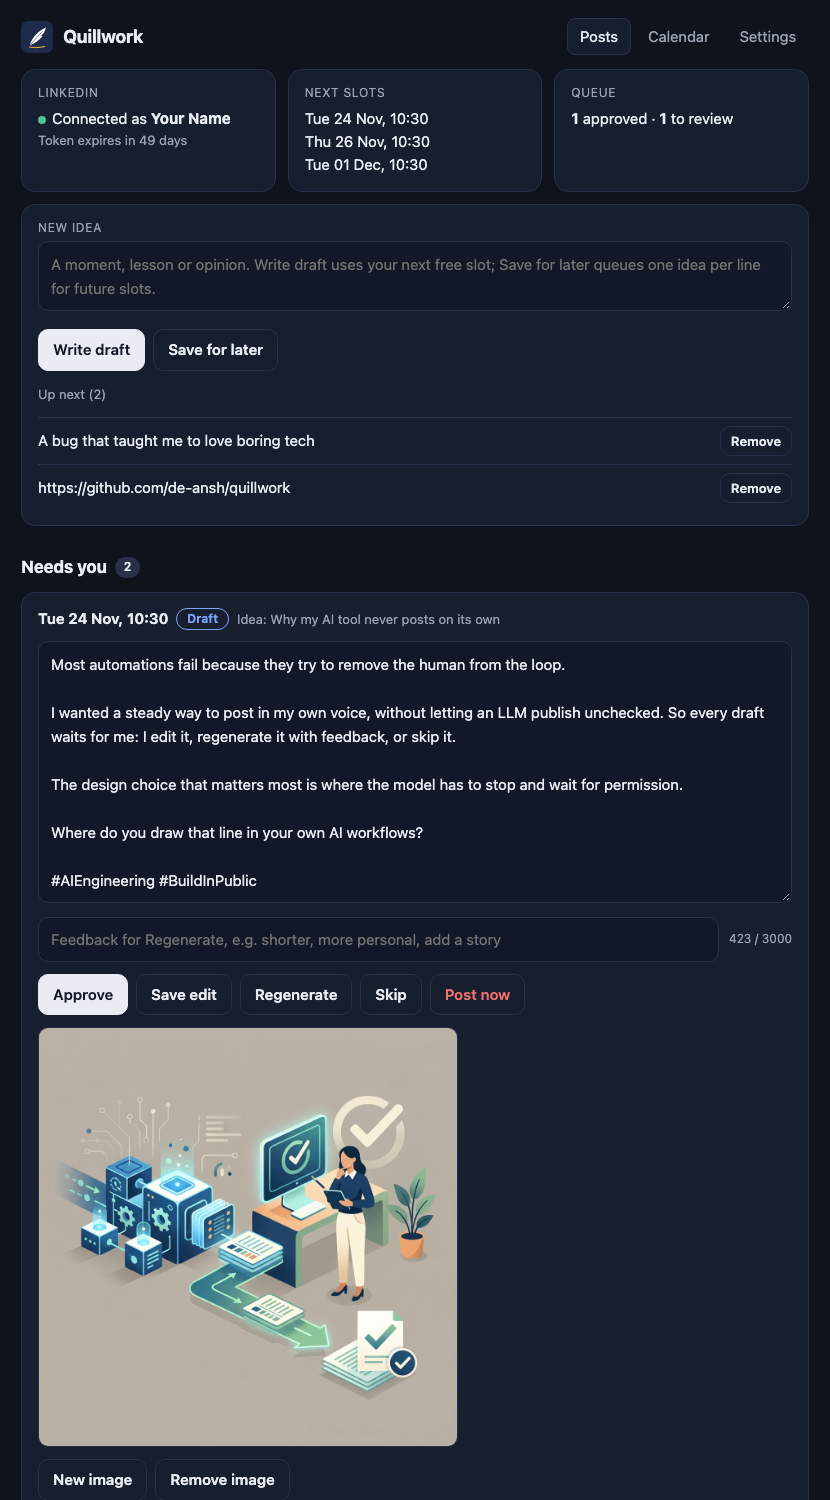 Quillwork
Posts
Calendar
Settings
LINKEDIN
Connected as Your Name
Token expires in 49 days
NEXT SLOTS
Tue 24 Nov, 10:30
Thu 26 Nov, 10:30
Tue 01 Dec, 10:30
QUEUE
1 approved · 1 to review
NEW IDEA
A moment, lesson or opinion. Write draft uses your next free slot; Save for later queues one idea per line
for future slots.
Write draft
Save for later
Up next (2)
A bug that taught me to love boring tech
Remove
https://github.com/de-ansh/quillwork
Remove
Needs you 2
Tue 24 Nov, 10:30 Draft Idea: Why my AI tool never posts on its own
Most automations fail because they try to remove the human from the loop.
I wanted a steady way to post in my own voice, without letting an LLM publish unchecked. So every draft
waits for me: I edit it, regenerate it with feedback, or skip it.
The design choice that matters most is where the model has to stop and wait for permission.
Where do you draw that line in your own AI workflows?
#AIEngineering #BuildInPublic
Feedback for Regenerate, e.g. shorter, more personal, add a story
423 / 3000
Approve
Save edit
Regenerate
Skip
Post now
New image
Remove image